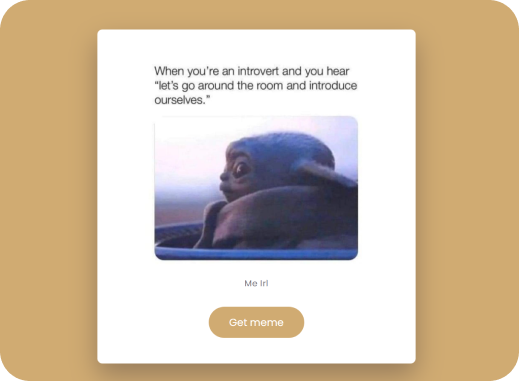 When you’re an introvert and you hear
“let’s go around the room and introduce
ourselves.”
Me Irl
Get meme